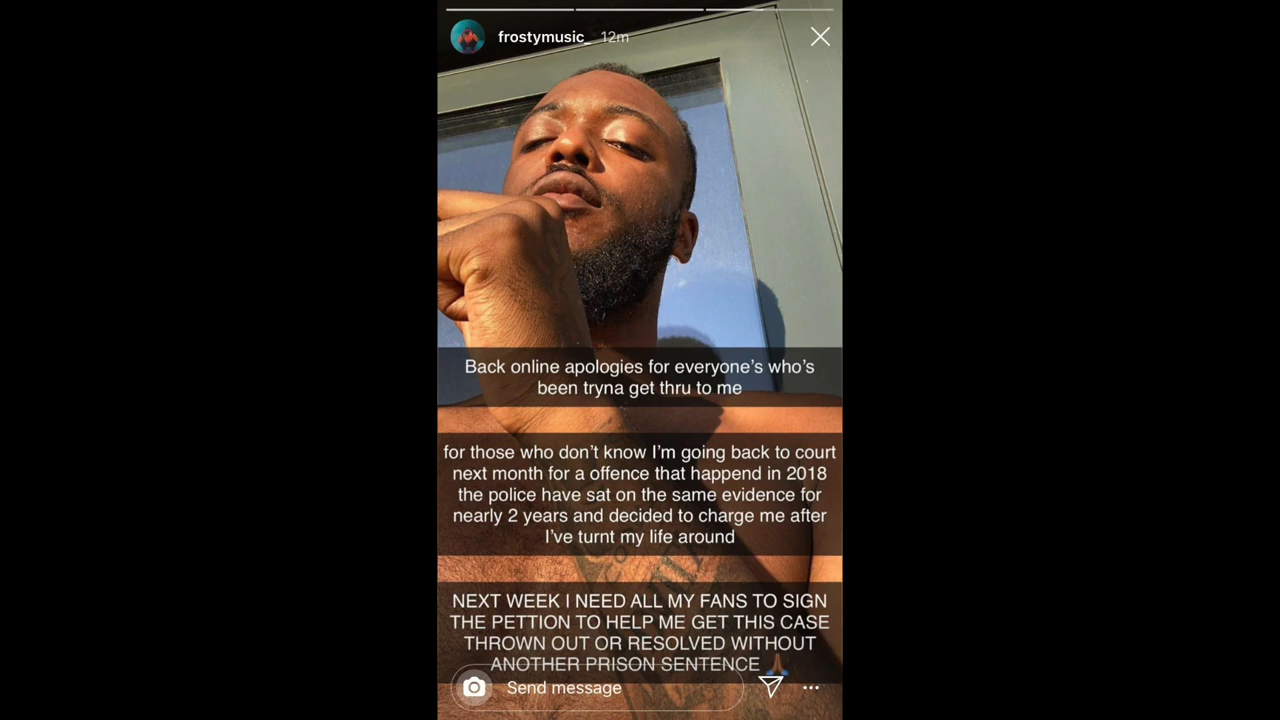 frostymusic_ 12m
Back online apologies for everyone's who's
been tryna get thru to me
for those who don't know I'm going back to court
next month for a offence that happend in 2018
the police have sat on the same evidence for
nearly 2 years and decided to charge me after
I've turnt my life around
NEXT WEEK I NEED ALL MY FANS TO SIGN
THE PETTION TO HELP ME GET THIS CASE
THROWN OUT OR RESOLVED WITHOUT
ANOTHER PRISON SENTENCE 🙏🏾
Send message